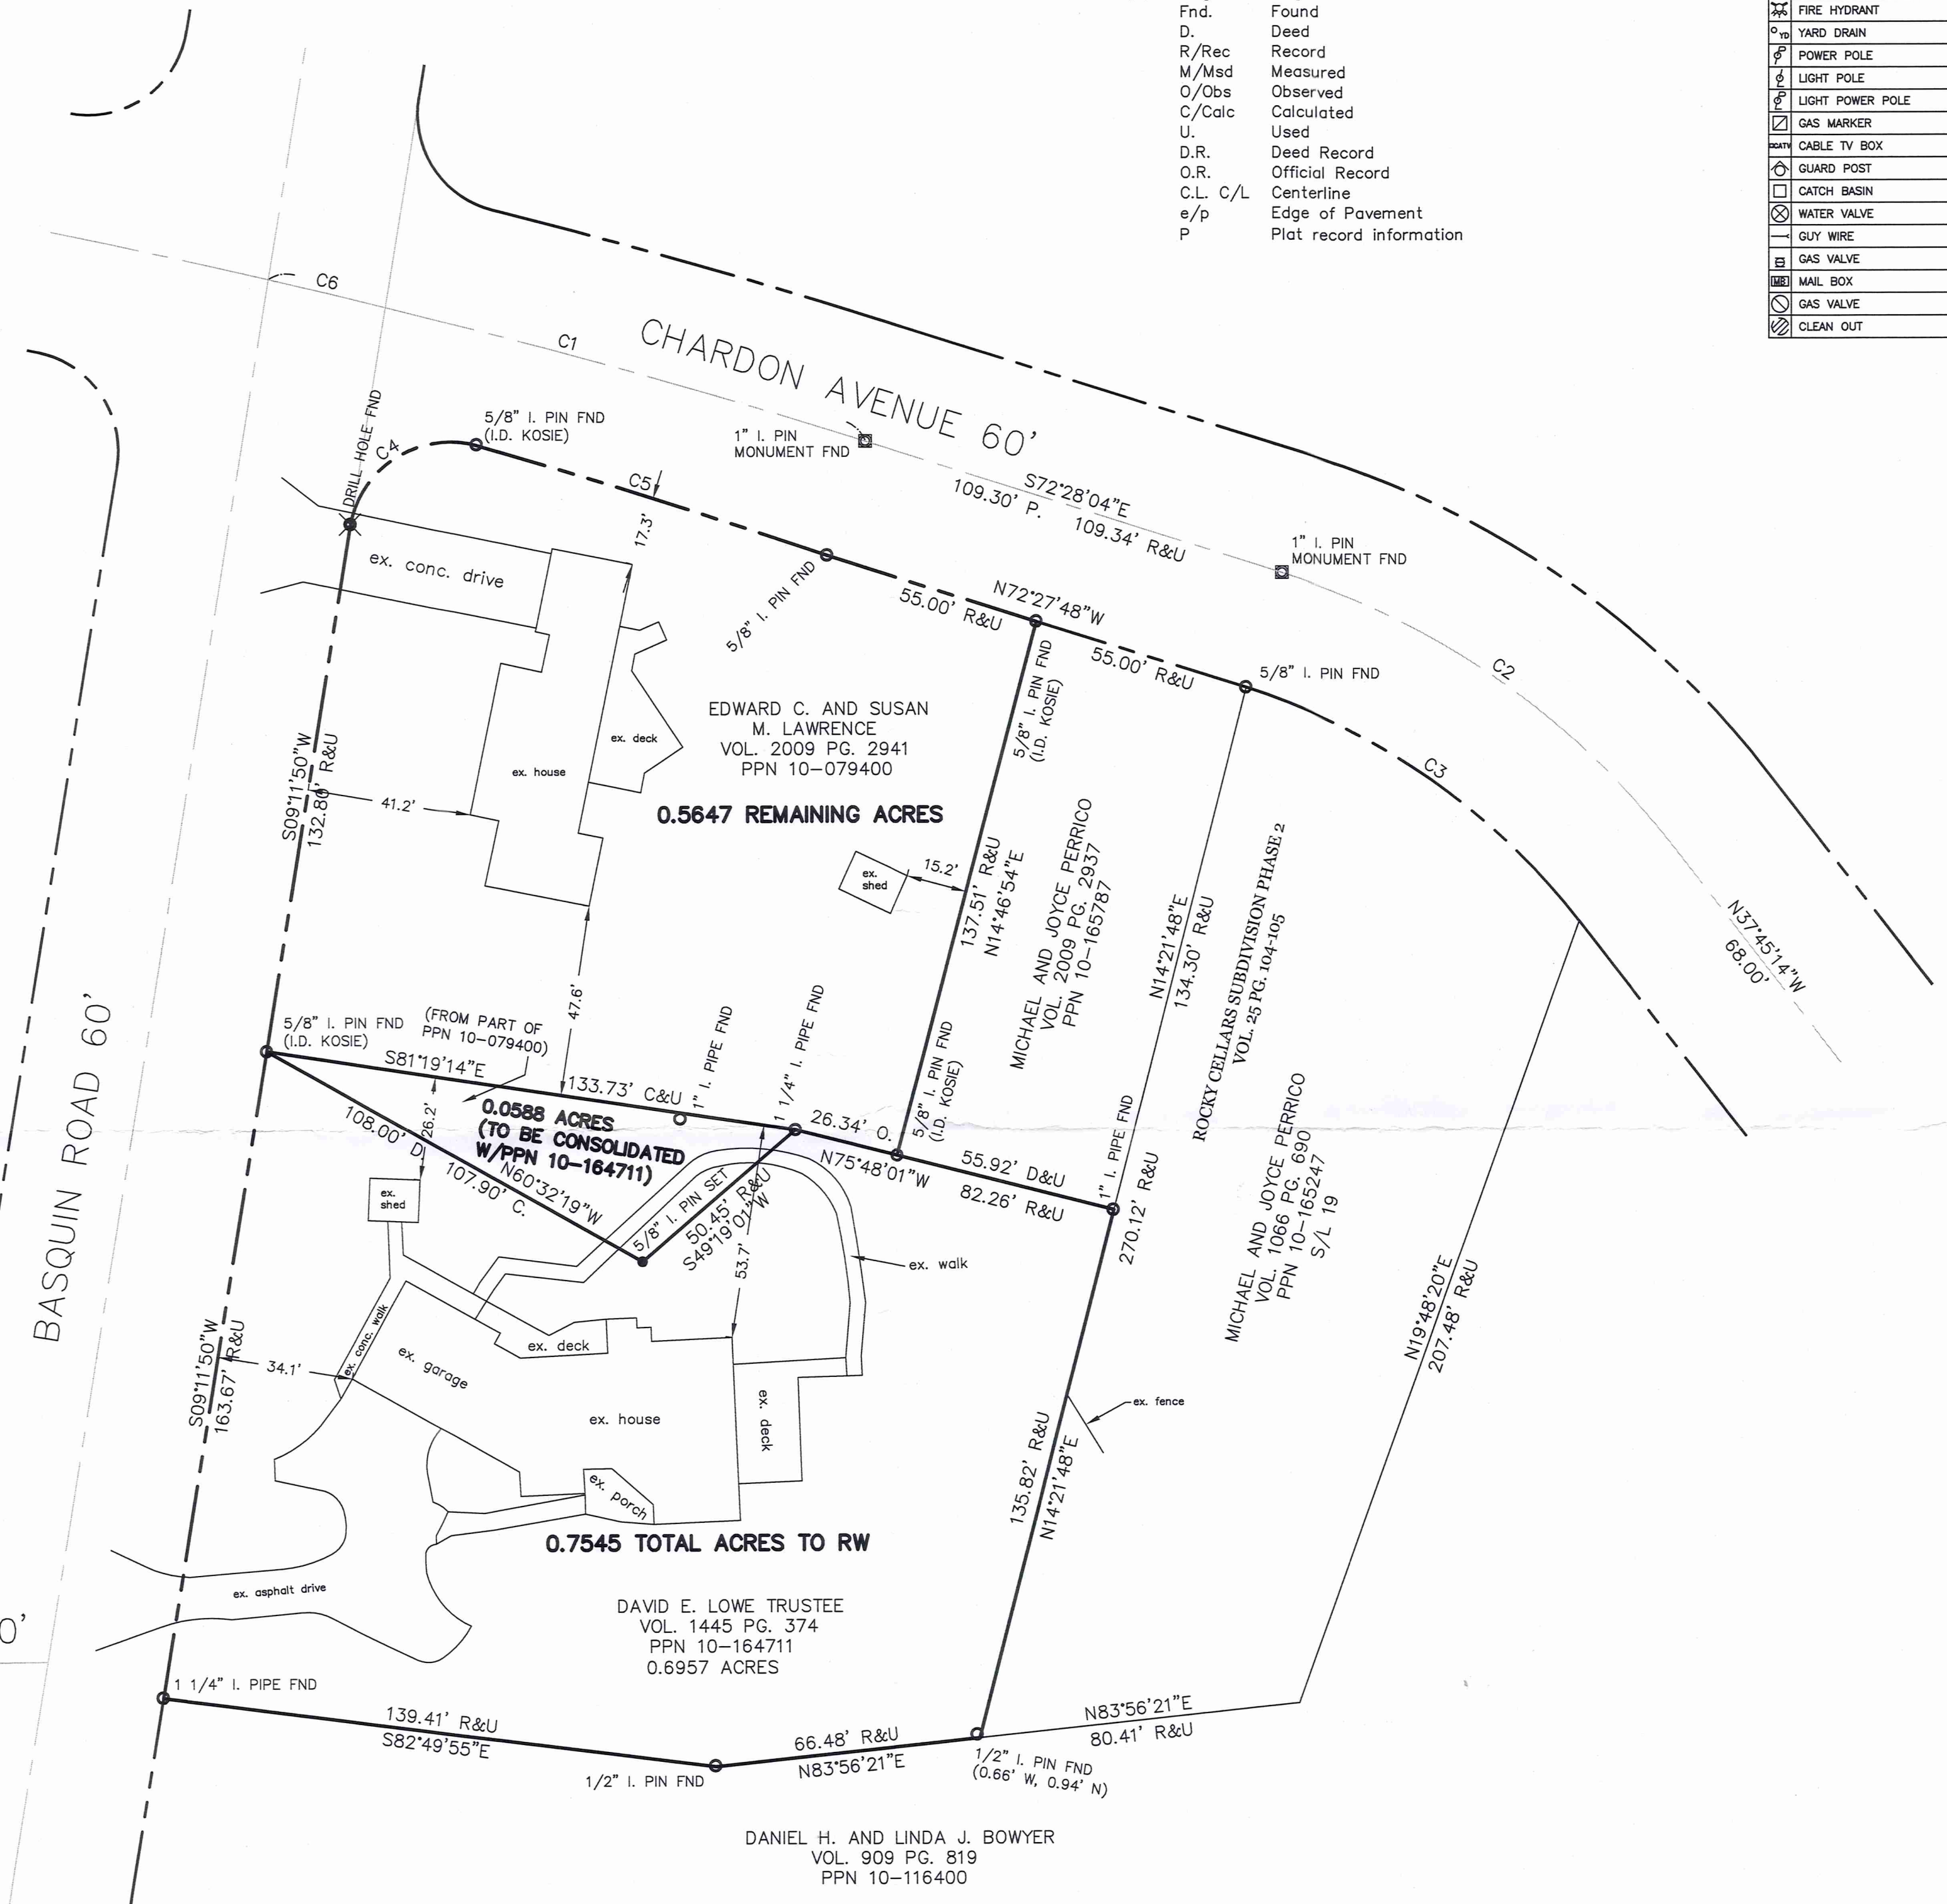 Fnd. Found
D. Deed
R/Rec Record
M/Msd Measured
O/Obs Observed
C/Calc Calculated
U. Used
D.R. Deed Record
O.R. Official Record
C.L. C/L Centerline
e/p Edge of Pavement
P Plat record information
FIRE HYDRANT
YD YARD DRAIN
POWER POLE
LIGHT POLE
LIGHT POWER POLE
GAS MARKER
CABLE TV BOX
GUARD POST
CATCH BASIN
WATER VALVE
GUY WIRE
GAS VALVE
MB MAIL BOX
GAS VALVE
CLEAN OUT
C6
C1
CHARDON AVENUE 60'
DRILL HOLE FND
C4
5/8" I. PIN FND
(I.D. KOSIE)
1" I. PIN
MONUMENT FND
C5
17.3'
S72°28'04"E
109.30' P.
109.34' R&U
1" I. PIN
MONUMENT FND
ex. conc. drive
5/8" I. PIN FND
55.00' R&U
N72°27'48"W
55.00' R&U
5/8" I. PIN FND
C2
C3
5/8" I. PIN FND
(I.D. KOSIE)
EDWARD C. AND SUSAN
M. LAWRENCE
VOL. 2009 PG. 2941
PPN 10-079400
0.5647 REMAINING ACRES
ex. deck
ex. house
S09°11'50"W
132.80' R&U
41.2'
ex.
shed
15.2'
137.51' R&U
N14°46'54"E
MICHAEL AND JOYCE PERRICO
VOL. 2009 PG. 2937
PPN 10-165787
N14°21'48"E
134.30' R&U
ROCKY CELLARS SUBDIVISION PHASE 2
VOL. 25 PG. 104-105
N37°45'14"W
68.00'
47.6'
BASQUIN ROAD 60'
5/8" I. PIN FND
(I.D. KOSIE)
(FROM PART OF
PPN 10-079400)
S81°19'14"E
133.73' C&U
1" I. PIPE FND
1 1/4" I. PIPE FND
26.34' O.
N75°48'01"W
5/8" I. PIN FND
(I.D. KOSIE)
55.92' D&U
82.26' R&U
1" I. PIPE FND
270.12' R&U
MICHAEL AND JOYCE PERRICO
VOL. 1066 PG. 690
PPN 10-165247
S/L 19
0.0588 ACRES
(TO BE CONSOLIDATED
W/PPN 10-164711)
26.2'
108.00' D.
107.90' C.
N60°32'19"W
5/8" I. PIN SET
50.45' R&U
S49°19'01"W
53.7'
ex.
shed
ex. walk
N19°48'20"E
207.48' R&U
S09°11'50"W
163.67' R&U
34.1'
ex. conc. walk
ex. garage
ex. deck
ex. house
ex. deck
ex. porch
ex. fence
135.82' R&U
N14°21'48"E
0.7545 TOTAL ACRES TO RW
ex. asphalt drive
0'
DAVID E. LOWE TRUSTEE
VOL. 1445 PG. 374
PPN 10-164711
0.6957 ACRES
1 1/4" I. PIPE FND
139.41' R&U
S82°49'55"E
1/2" I. PIN FND
66.48' R&U
N83°56'21"E
N83°56'21"E
80.41' R&U
1/2" I. PIN FND
(0.66' W, 0.94' N)
DANIEL H. AND LINDA J. BOWYER
VOL. 909 PG. 819
PPN 10-116400